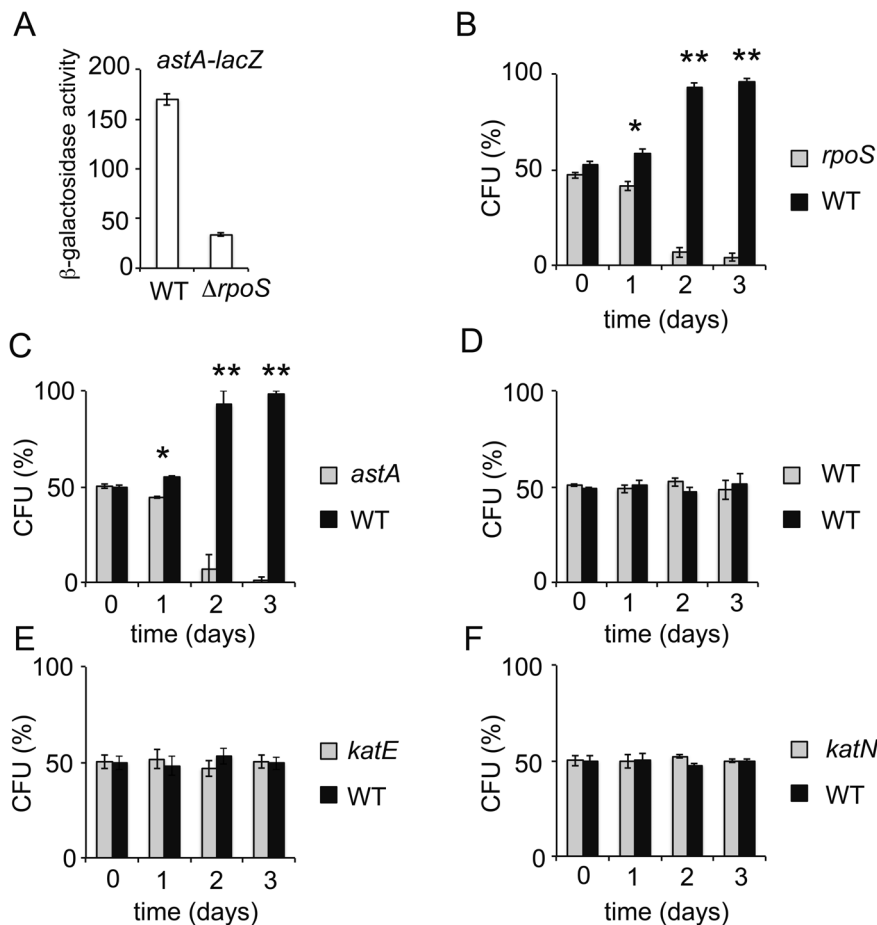 A
astA-lacZ
β-galactosidase activity
200
150
100
50
0
WT ΔrpoS
B
** **
*
CFU (%)
100
50
0
rpoS
WT
0 1 2 3
time (days)
C
** **
*
CFU (%)
100
50
0
astA
WT
0 1 2 3
time (days)
D
CFU (%)
100
50
0
WT
WT
0 1 2 3
time (days)
E
CFU (%)
100
50
0
katE
WT
0 1 2 3
time (days)
F
CFU (%)
100
50
0
katN
WT
0 1 2 3
time (days)